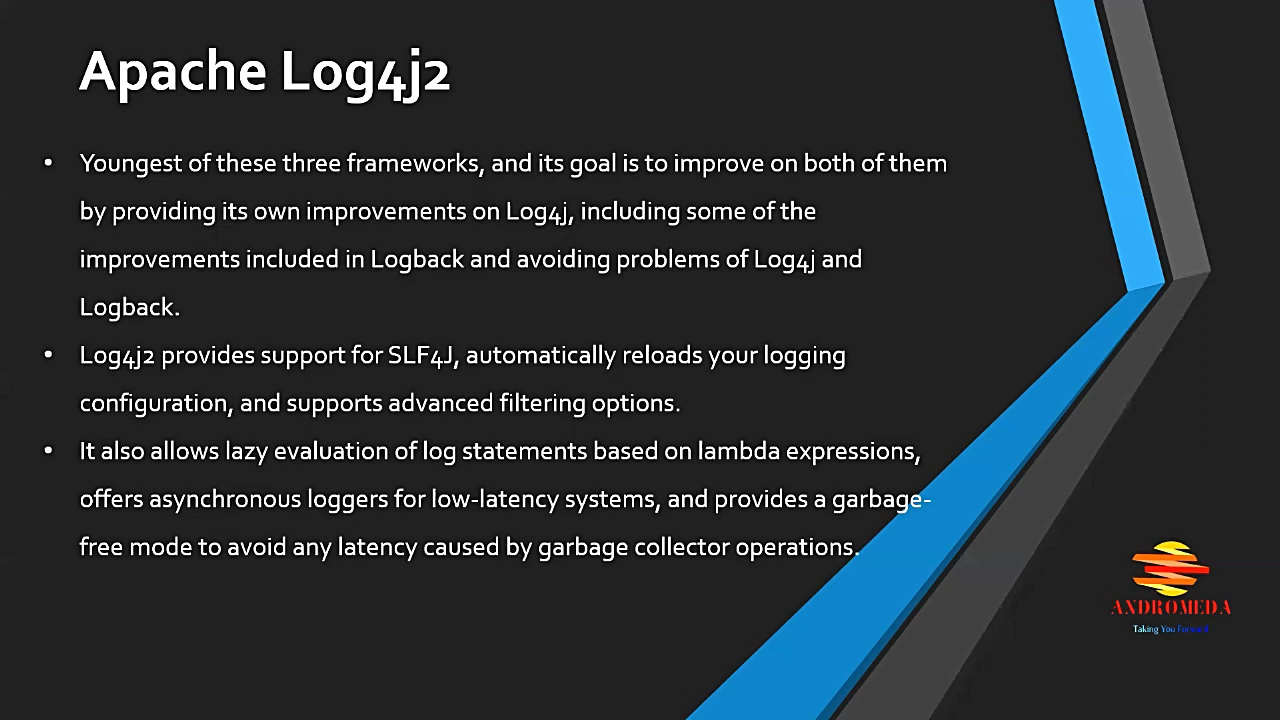 Apache Log4j2
• Youngest of these three frameworks, and its goal is to improve on both of them
by providing its own improvements on Log4j, including some of the
improvements included in Logback and avoiding problems of Log4j and
Logback.
• Log4j2 provides support for SLF4J, automatically reloads your logging
configuration, and supports advanced filtering options.
• It also allows lazy evaluation of log statements based on lambda expressions,
offers asynchronous loggers for low-latency systems, and provides a garbage-
free mode to avoid any latency caused by garbage collector operations.
ANDROMEDA
Taking You Forward